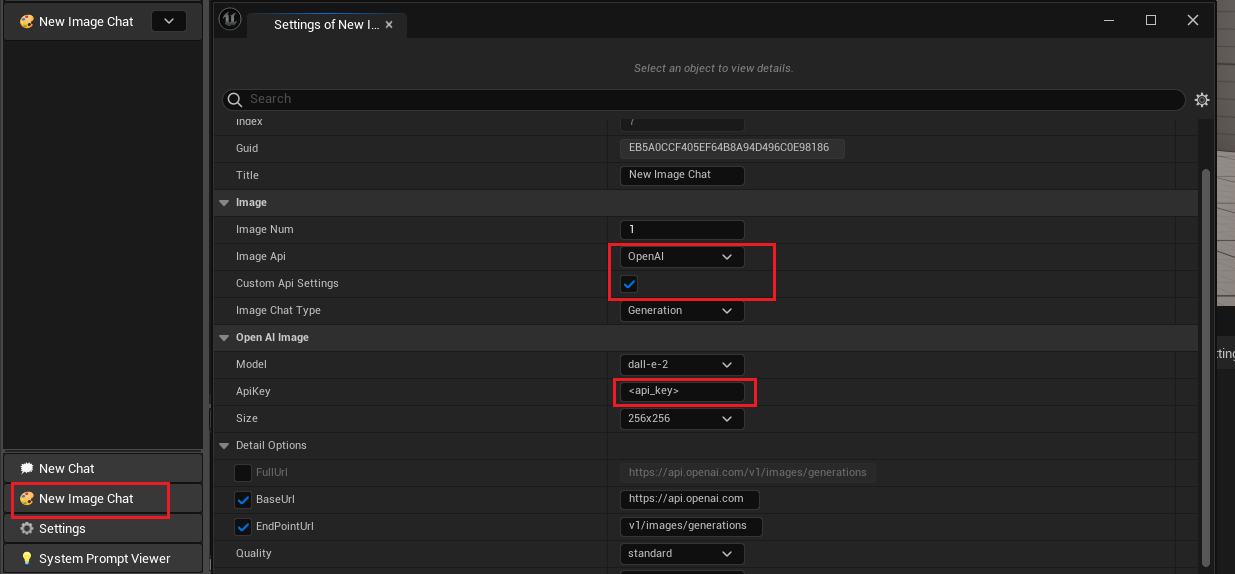 New Image Chat
Settings of New I...
Select an object to view details.
Search
Index
7
Guid
EB5A0CCF405EF64B8A94D496C0E98186
Title
New Image Chat
Image
Image Num
1
Image Api
OpenAI
Custom Api Settings
Image Chat Type
Generation
Open AI Image
Model
dall-e-2
ApiKey
<api_key>
Size
256x256
Detail Options
FullUrl
https://api.openai.com/v1/images/generations
BaseUrl
https://api.openai.com
EndPointUrl
v1/images/generations
Quality
standard
New Chat
New Image Chat
Settings
System Prompt Viewer